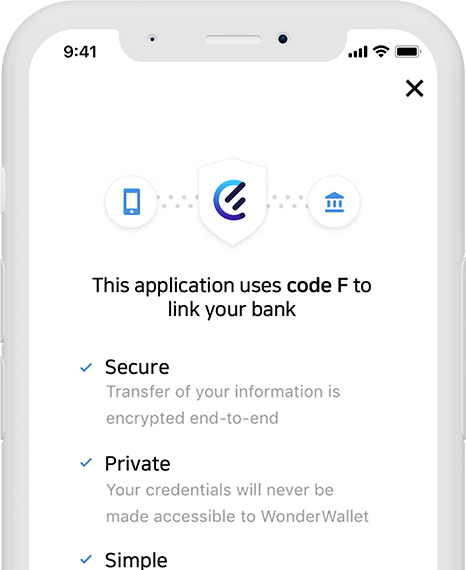 9:41
This application uses code F to
link your bank
Secure
Transfer of your information is
encrypted end-to-end
Private
Your credentials will never be
made accessible to WonderWallet
Simple